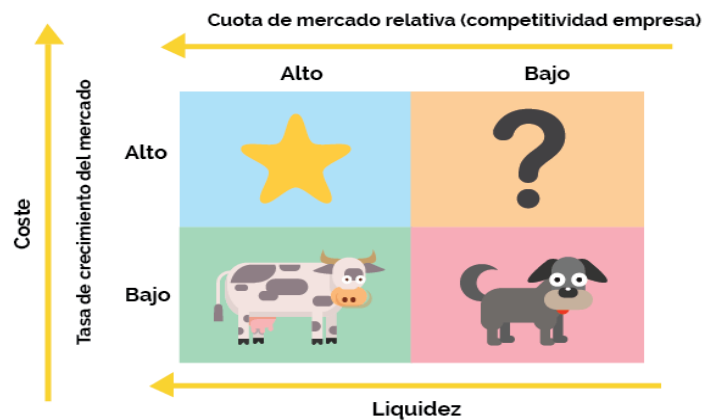 Cuota de mercado relativa (competitividad empresa)
Alto
Bajo
Coste
Tasa de crecimiento del mercado
Alto
?
Bajo
Liquidez